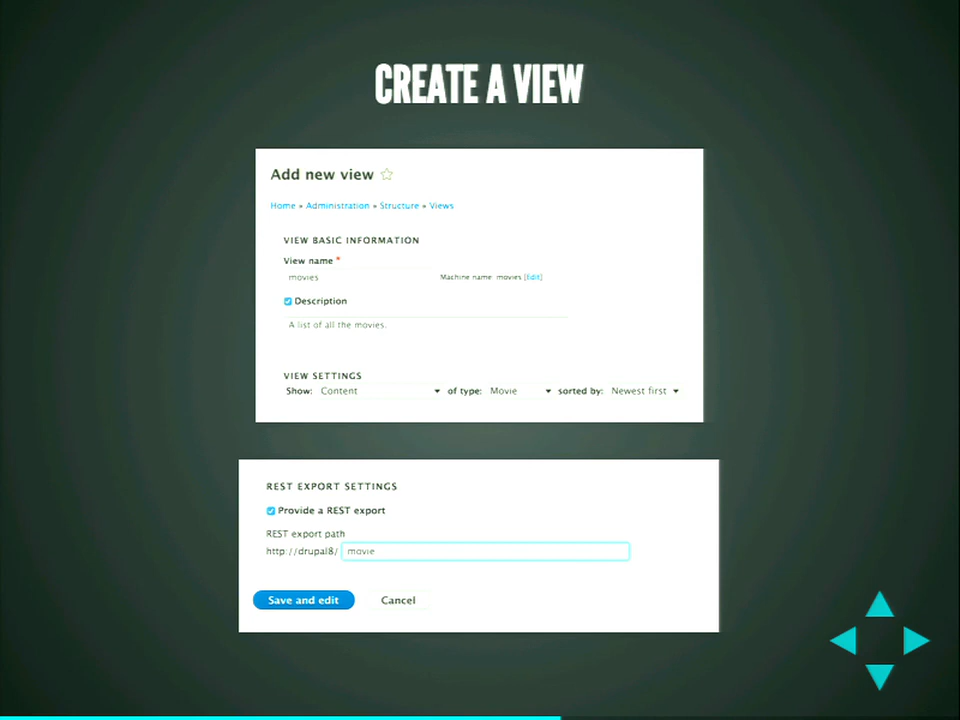 CREATE A VIEW
Add new view
Home » Administration » Structure » Views
VIEW BASIC INFORMATION
View name *
movies Machine name: movies [Edit]
Description
A list of all the movies.
VIEW SETTINGS
Show: Content of type: Movie sorted by: Newest first
REST EXPORT SETTINGS
Provide a REST export
REST export path
http://drupal8/ movie
Save and edit Cancel